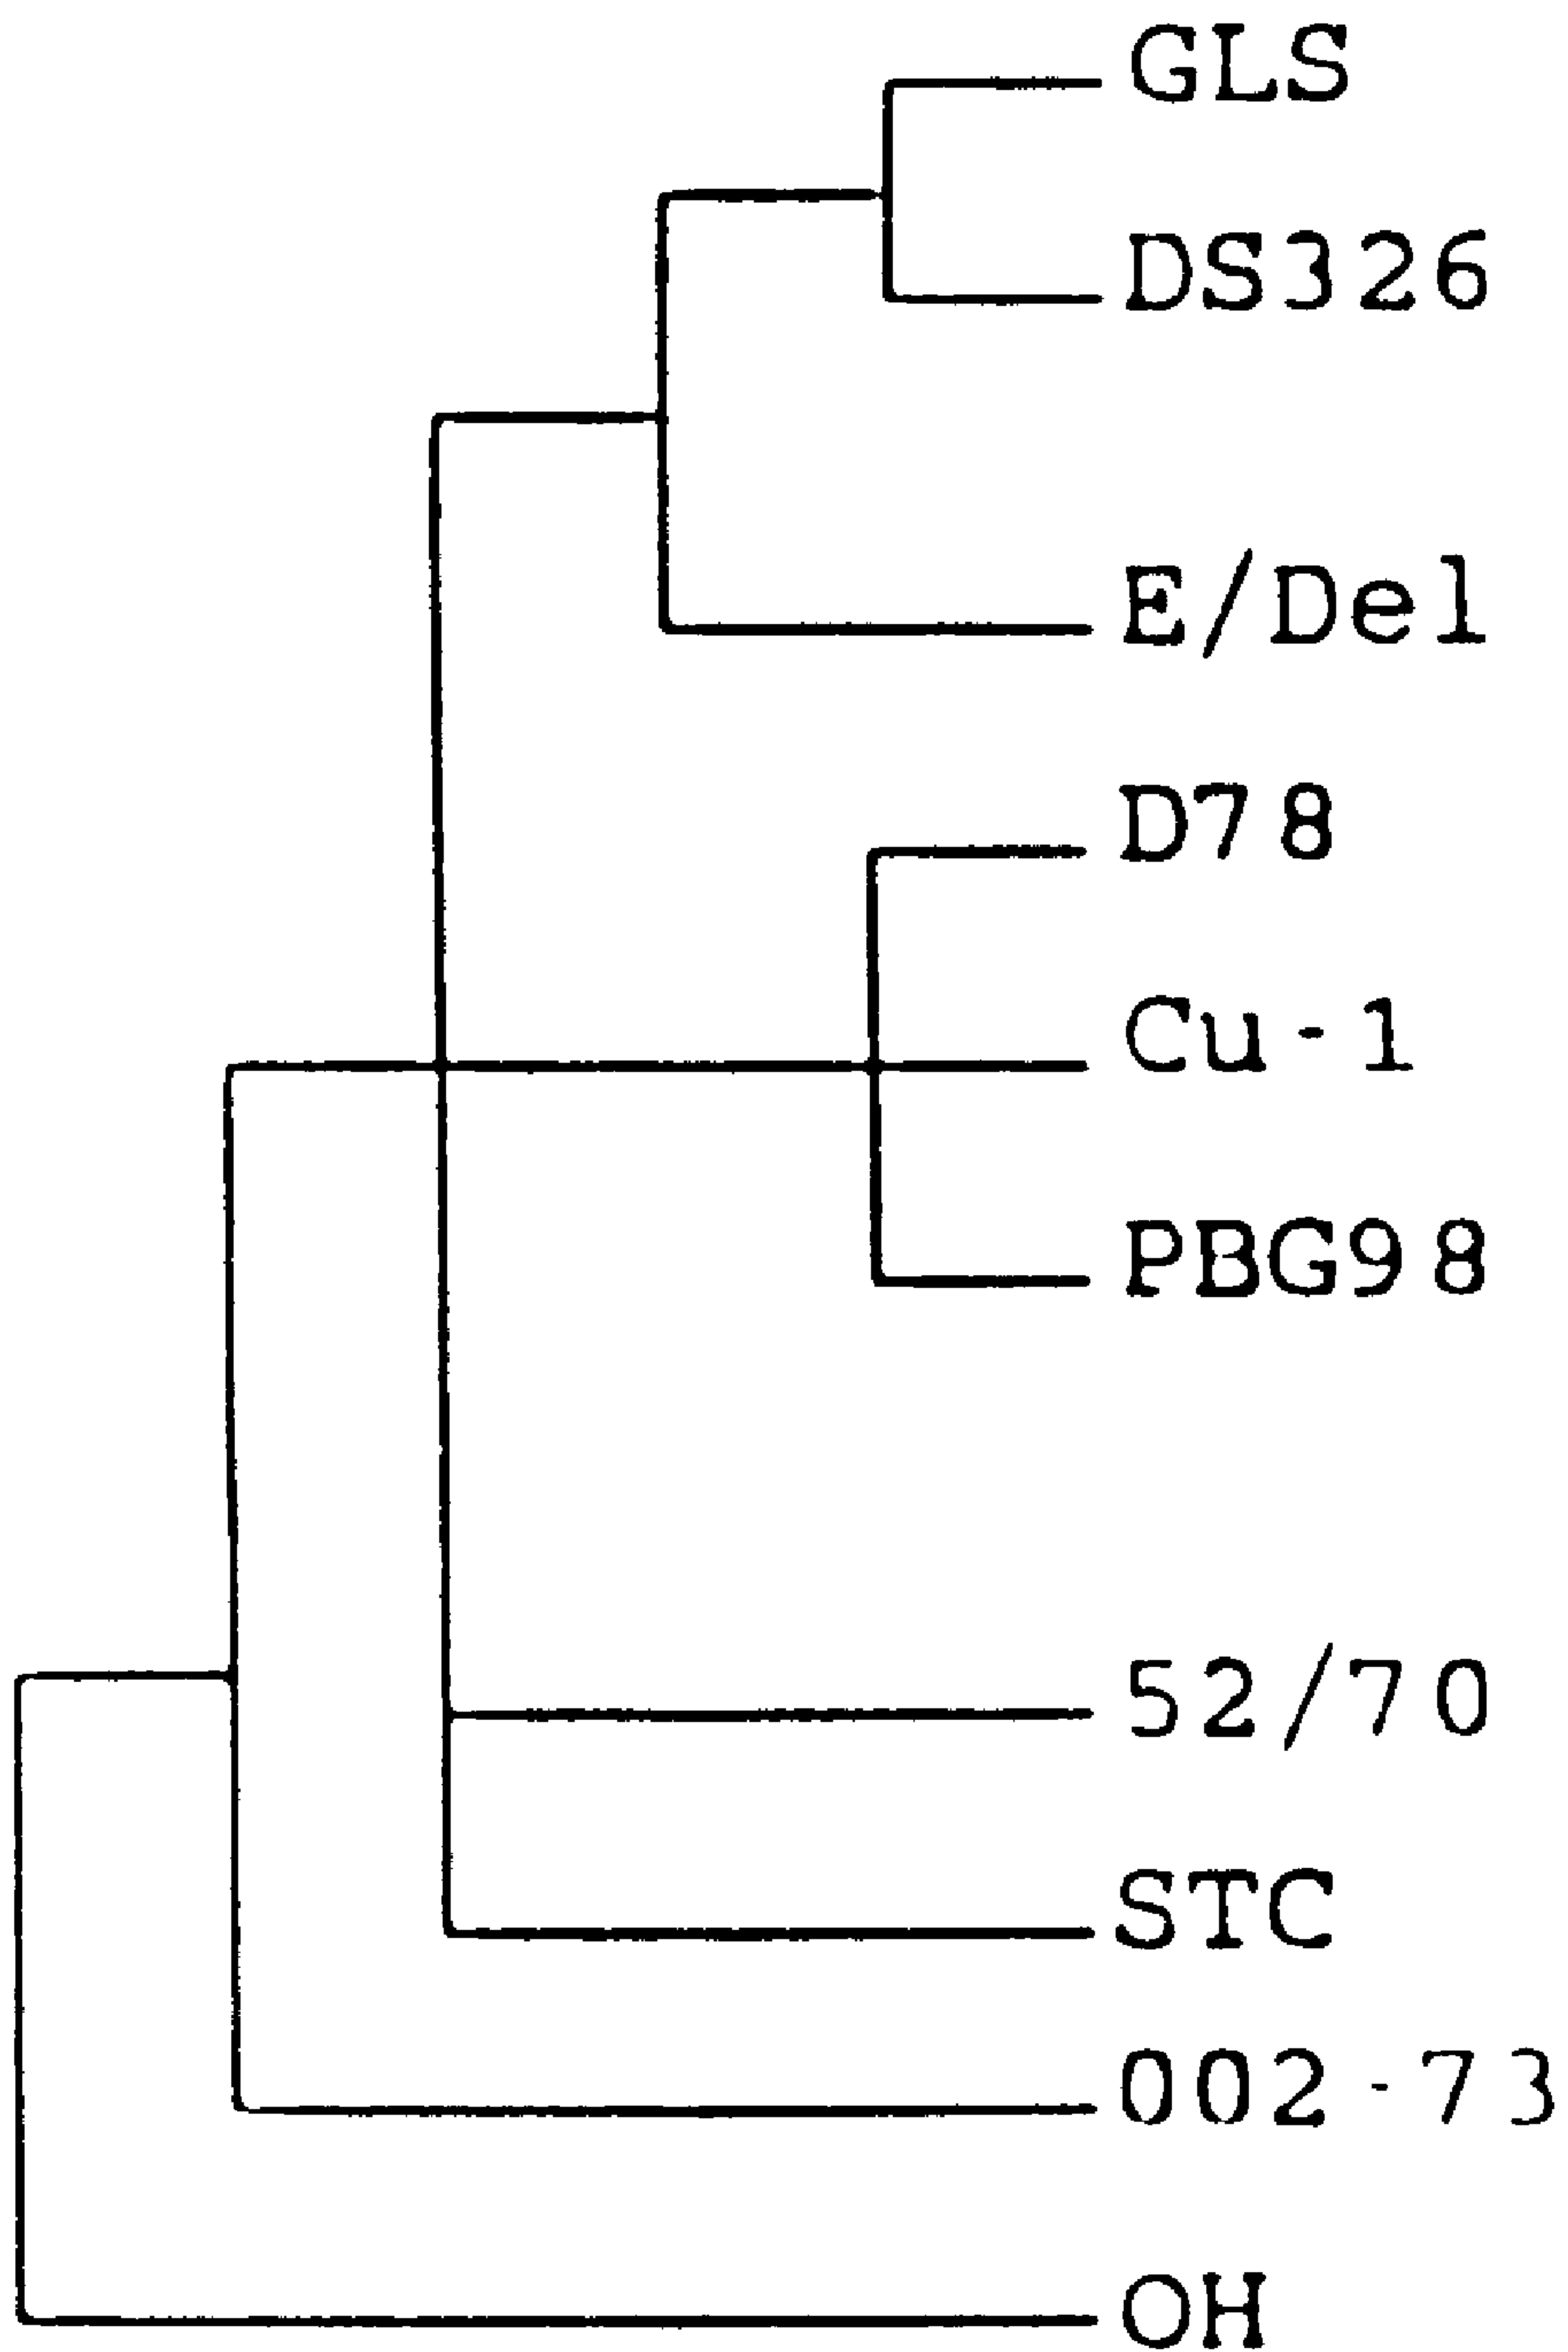 GLS
DS326
E/Del
D78
Cu-1
PBG98
52/70
STC
002-73
OH